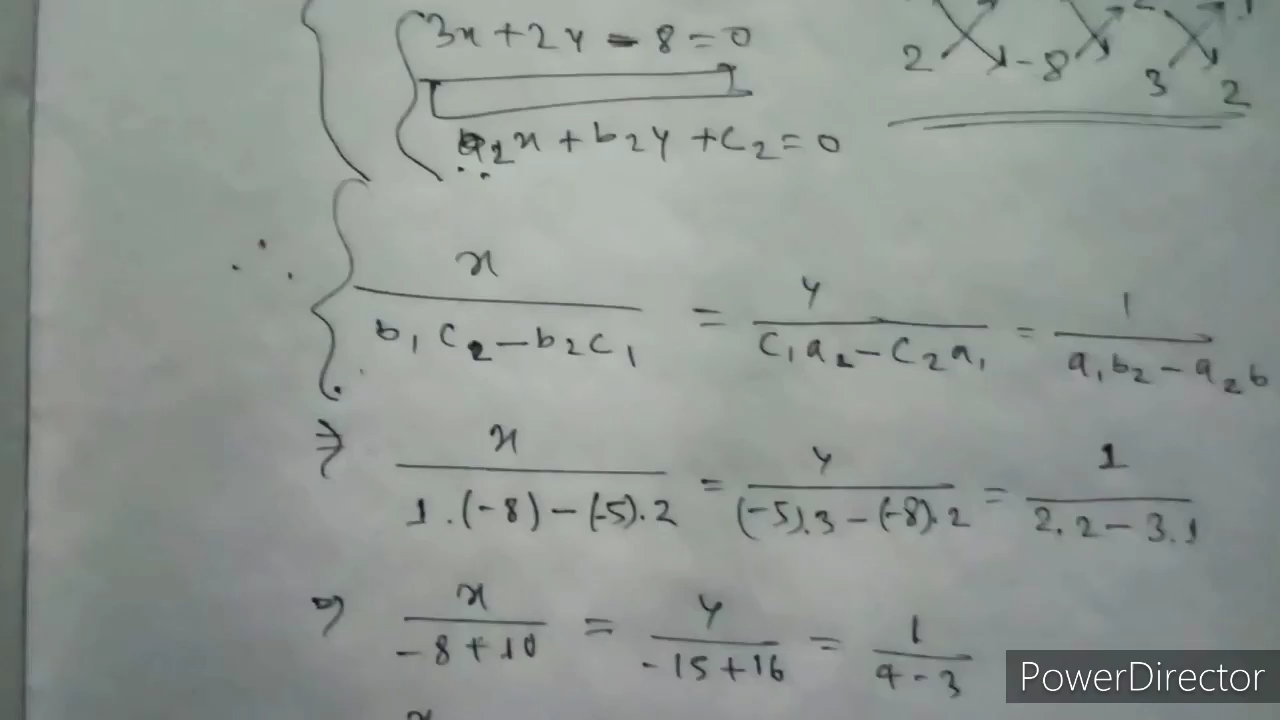 3x + 2y - 8 = 0
2 -8 3 2
a₂x + b₂y + c₂ = 0
∴ x / (b₁c₂ - b₂c₁) = y / (c₁a₂ - c₂a₁) = 1 / (a₁b₂ - a₂b
⇒ x / (1.(-8) - (-5).2) = y / ((-5).3 - (-8).2) = 1 / (2.2 - 3.1)
⇒ x / (-8 + 10) = y / (-15 + 16) = 1 / (4 - 3)
PowerDirector